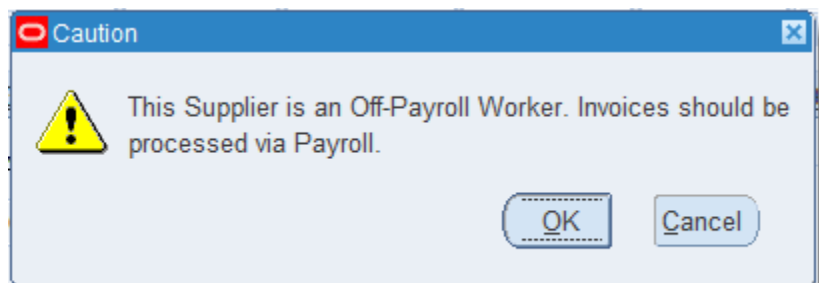 Caution
This Supplier is an Off-Payroll Worker. Invoices should be
processed via Payroll.
OK
Cancel